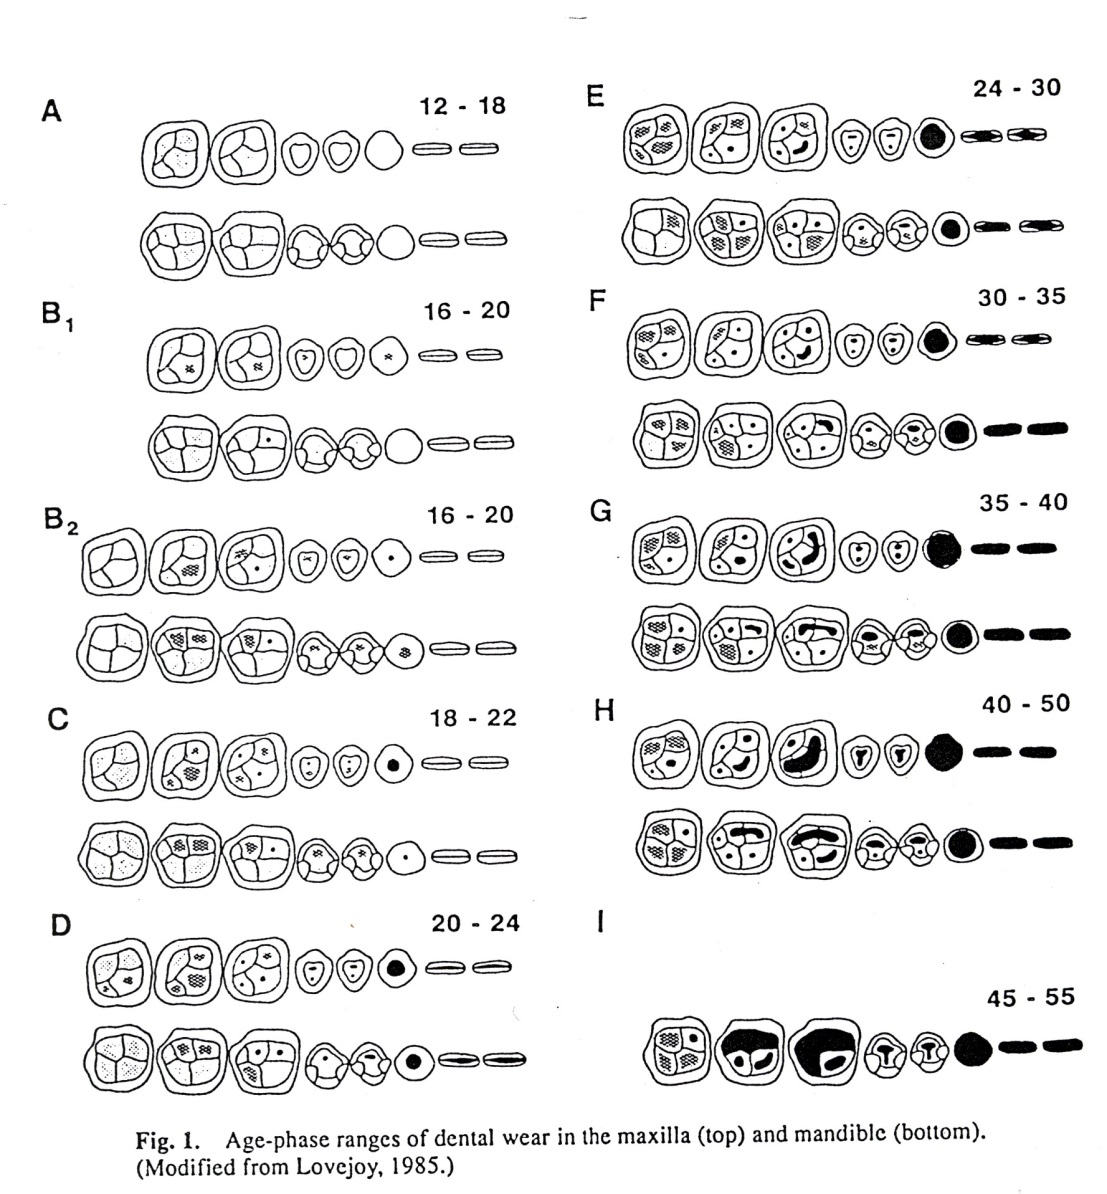 A
12 - 18
B1
16 - 20
B2
16 - 20
C
18 - 22
D
20 - 24
E
24 - 30
F
30 - 35
G
35 - 40
H
40 - 50
I
45 - 55
Fig. 1. Age-phase ranges of dental wear in the maxilla (top) and mandible (bottom).
(Modified from Lovejoy, 1985.)